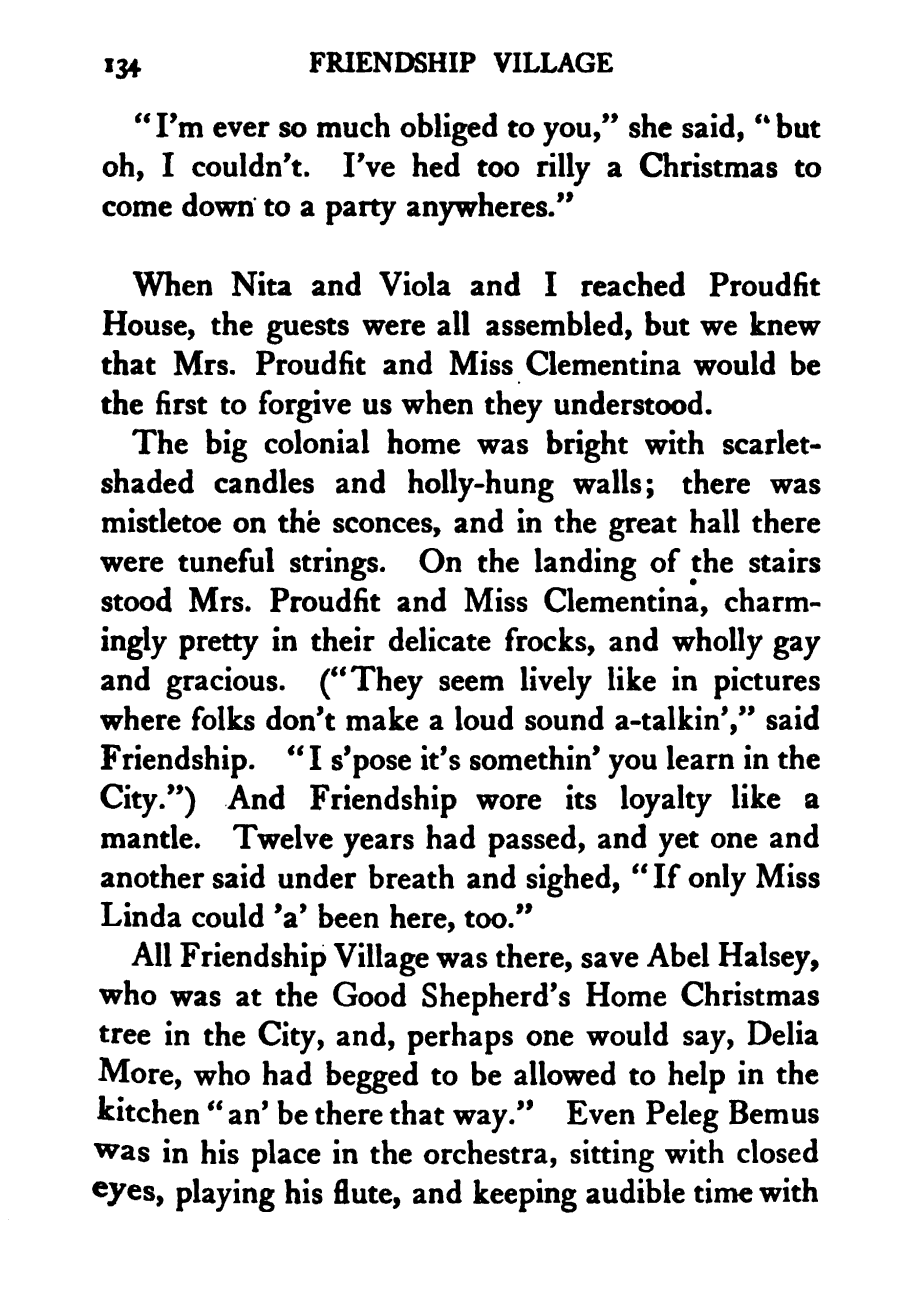 134 FRIENDSHIP VILLAGE
“I’m ever so much obliged to you,” she said, “but
oh, I couldn’t. I’ve hed too rilly a Christmas to
come down to a party anywheres.”
When Nita and Viola and I reached Proudfit
House, the guests were all assembled, but we knew
that Mrs. Proudfit and Miss Clementina would be
the first to forgive us when they understood.
The big colonial home was bright with scarlet-
shaded candles and holly-hung walls; there was
mistletoe on the sconces, and in the great hall there
were tuneful strings. On the landing of the stairs
stood Mrs. Proudfit and Miss Clementina, charm-
ingly pretty in their delicate frocks, and wholly gay
and gracious. (“They seem lively like in pictures
where folks don’t make a loud sound a-talkin’,” said
Friendship. “I s’pose it’s somethin’ you learn in the
City.”) And Friendship wore its loyalty like a
mantle. Twelve years had passed, and yet one and
another said under breath and sighed, “If only Miss
Linda could ’a’ been here, too.”
All Friendship Village was there, save Abel Halsey,
who was at the Good Shepherd’s Home Christmas
tree in the City, and, perhaps one would say, Delia
More, who had begged to be allowed to help in the
kitchen “an’ be there that way.” Even Peleg Bemus
was in his place in the orchestra, sitting with closed
eyes, playing his flute, and keeping audible time with